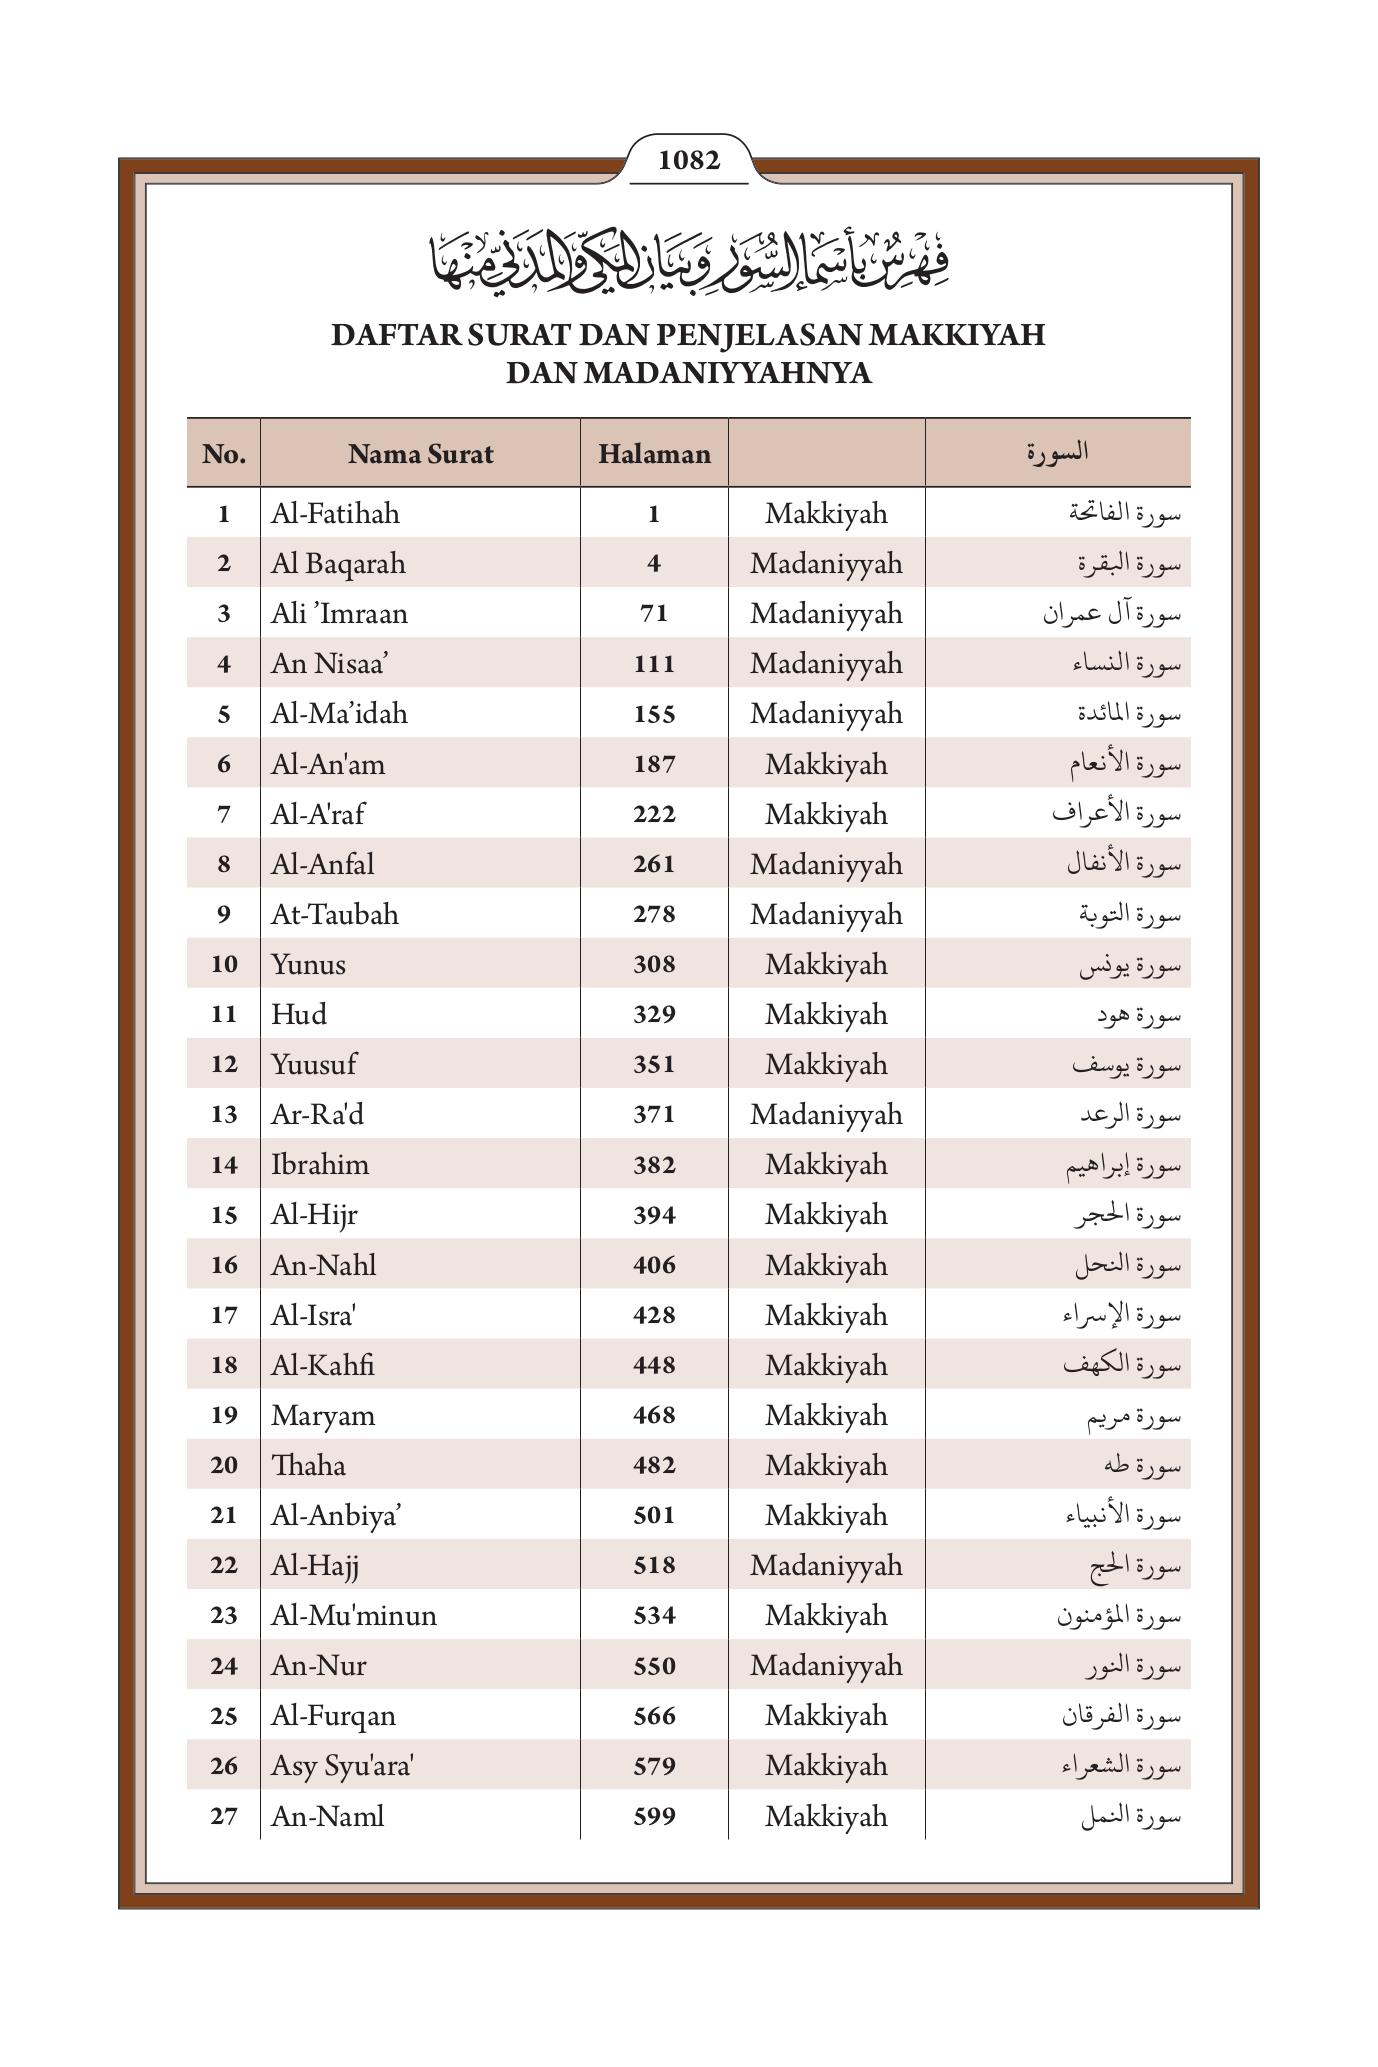 1082
فِهْرِسٌ بِأَسْمَاءِ السُّوَرِ وَبَيَانِ المَكِّيِّ وَالمَدَنِيِّ مِنْهَا
DAFTAR SURAT DAN PENJELASAN MAKKIYAH
DAN MADANIYYAHNYA
No. Nama Surat Halaman السورة
1 Al-Fatihah 1 Makkiyah سورة الفاتحة
2 Al Baqarah 4 Madaniyyah سورة البقرة
3 Ali ’Imraan 71 Madaniyyah سورة آل عمران
4 An Nisaa’ 111 Madaniyyah سورة النساء
5 Al-Ma’idah 155 Madaniyyah سورة المائدة
6 Al-An'am 187 Makkiyah سورة الأنعام
7 Al-A'raf 222 Makkiyah سورة الأعراف
8 Al-Anfal 261 Madaniyyah سورة الأنفال
9 At-Taubah 278 Madaniyyah سورة التوبة
10 Yunus 308 Makkiyah سورة يونس
11 Hud 329 Makkiyah سورة هود
12 Yuusuf 351 Makkiyah سورة يوسف
13 Ar-Ra'd 371 Madaniyyah سورة الرعد
14 Ibrahim 382 Makkiyah سورة إبراهيم
15 Al-Hijr 394 Makkiyah سورة الحجر
16 An-Nahl 406 Makkiyah سورة النحل
17 Al-Isra' 428 Makkiyah سورة الإسراء
18 Al-Kahfi 448 Makkiyah سورة الكهف
19 Maryam 468 Makkiyah سورة مريم
20 Thaha 482 Makkiyah سورة طه
21 Al-Anbiya’ 501 Makkiyah سورة الأنبياء
22 Al-Hajj 518 Madaniyyah سورة الحج
23 Al-Mu'minun 534 Makkiyah سورة المؤمنون
24 An-Nur 550 Madaniyyah سورة النور
25 Al-Furqan 566 Makkiyah سورة الفرقان
26 Asy Syu'ara' 579 Makkiyah سورة الشعراء
27 An-Naml 599 Makkiyah سورة النمل